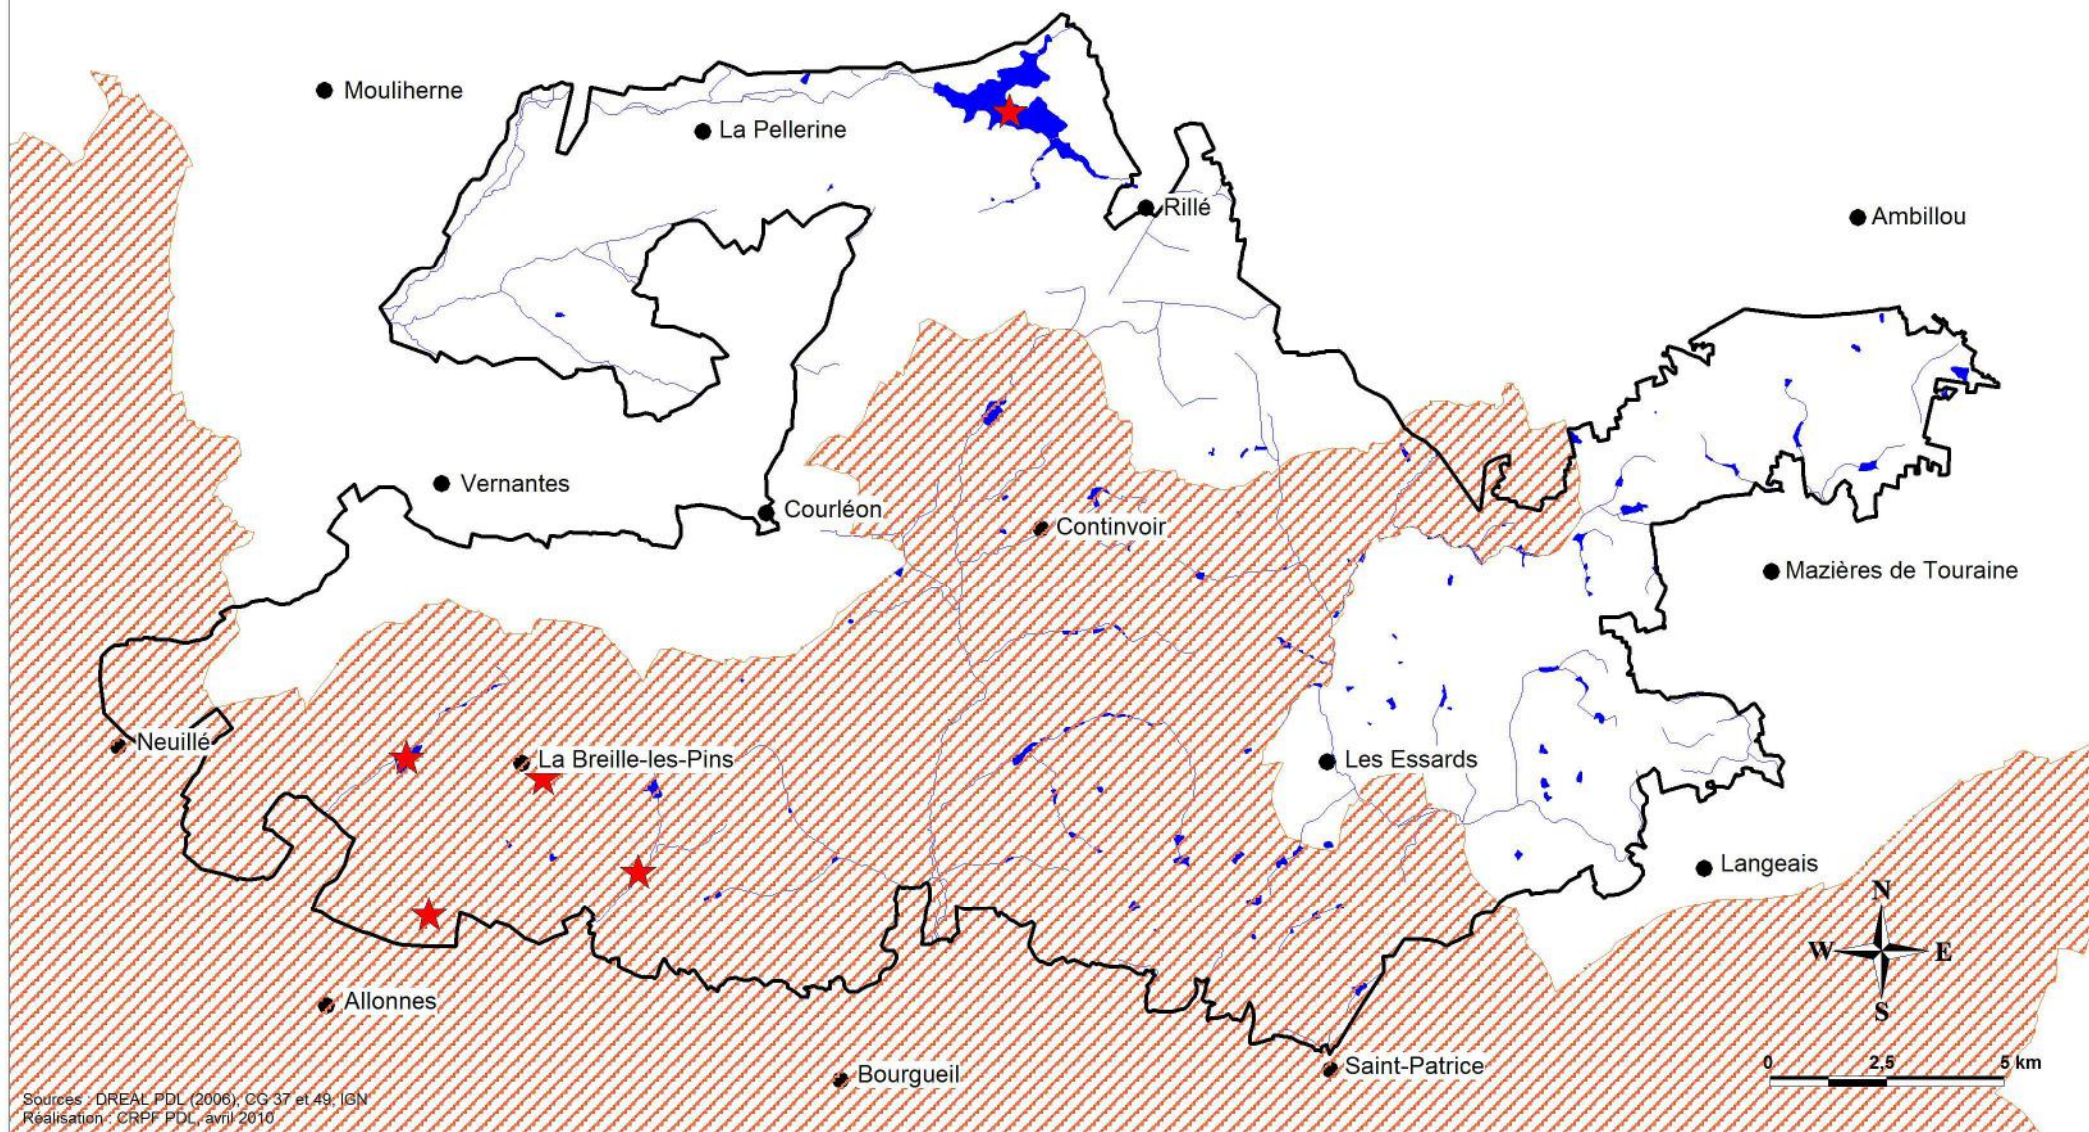 Mouliherne
La Pellerine
Rillé
Ambillou
Vernantes
Courléon
Continvoir
Mazières de Touraine
Neuillé
La Breille-les-Pins
Les Essards
Langeais
N
W E
S
Allonnes
Bourgueil
Saint-Patrice
0 2,5 5 km
Sources : DREAL PDL (2006), CG 37 et 49, IGN
Réalisation : CRPF PDL, avril 2010